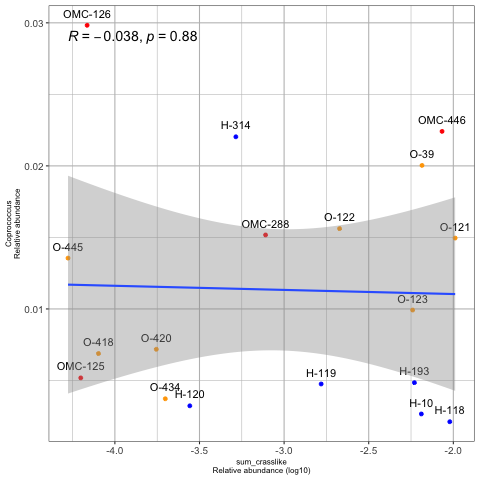 OMC-126
0.03
R = −0.038, p = 0.88
OMC-446
H-314
O-39
0.02
O-122
OMC-288
O-121
O-445
Coprococcus
Relative abundance
O-123
0.01
O-418
O-420
OMC-125
H-119
H-193
O-434
H-120
H-10
H-118
-4.0
-3.5
-3.0
-2.5
-2.0
sum_crasslike
Relative abundance (log10)